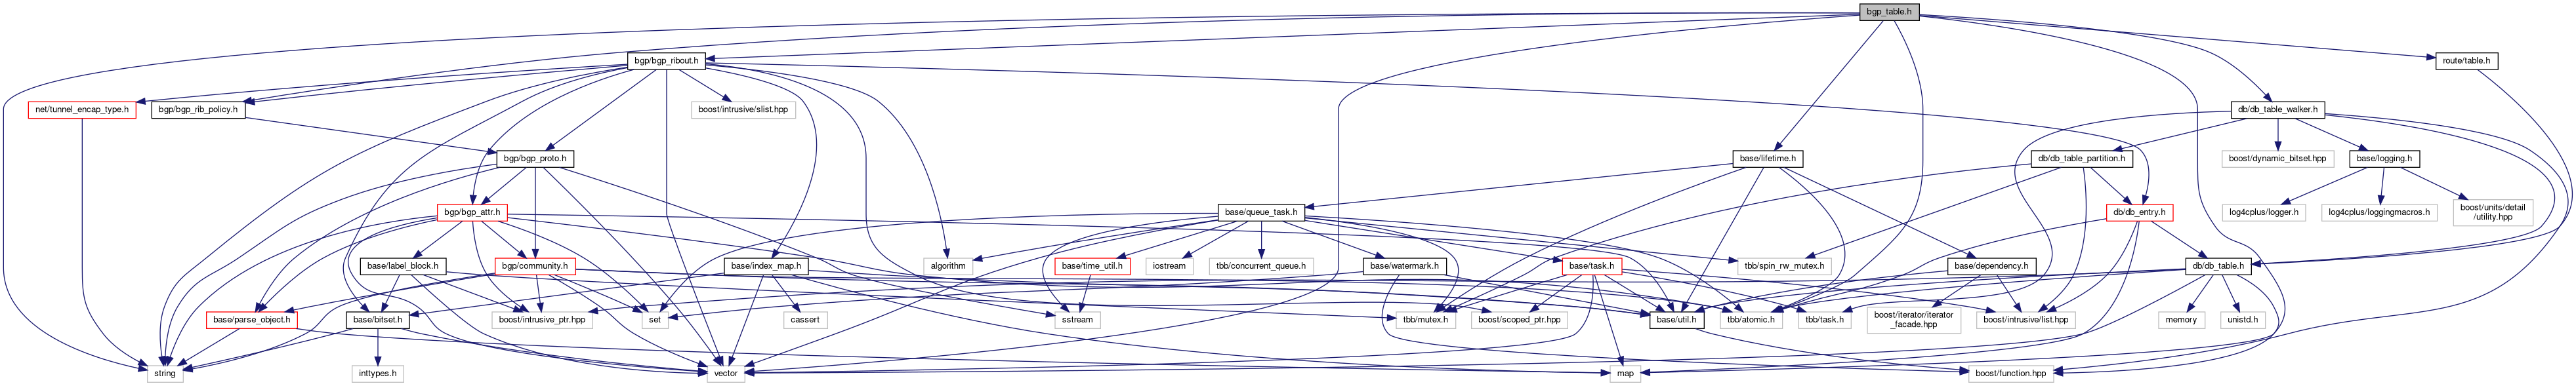 bgp_table.h
bgp/bgp_ribout.h
route/table.h
net/tunnel_encap_type.h
bgp/bgp_rib_policy.h
boost/intrusive/slist.hpp
db/db_table_walker.h
bgp/bgp_proto.h
base/lifetime.h
db/db_table_partition.h
boost/dynamic_bitset.hpp
base/logging.h
bgp/bgp_attr.h
base/queue_task.h
db/db_entry.h
log4cplus/logger.h
log4cplus/loggingmacros.h
boost/units/detail
/utility.hpp
base/label_block.h
bgp/community.h
base/index_map.h
algorithm
base/time_util.h
iostream
tbb/concurrent_queue.h
base/watermark.h
base/task.h
tbb/spin_rw_mutex.h
base/dependency.h
db/db_table.h
base/parse_object.h
base/bitset.h
boost/intrusive_ptr.hpp
set
cassert
sstream
tbb/mutex.h
boost/scoped_ptr.hpp
base/util.h
tbb/atomic.h
tbb/task.h
boost/iterator/iterator
_facade.hpp
boost/intrusive/list.hpp
memory
unistd.h
string
inttypes.h
vector
map
boost/function.hpp